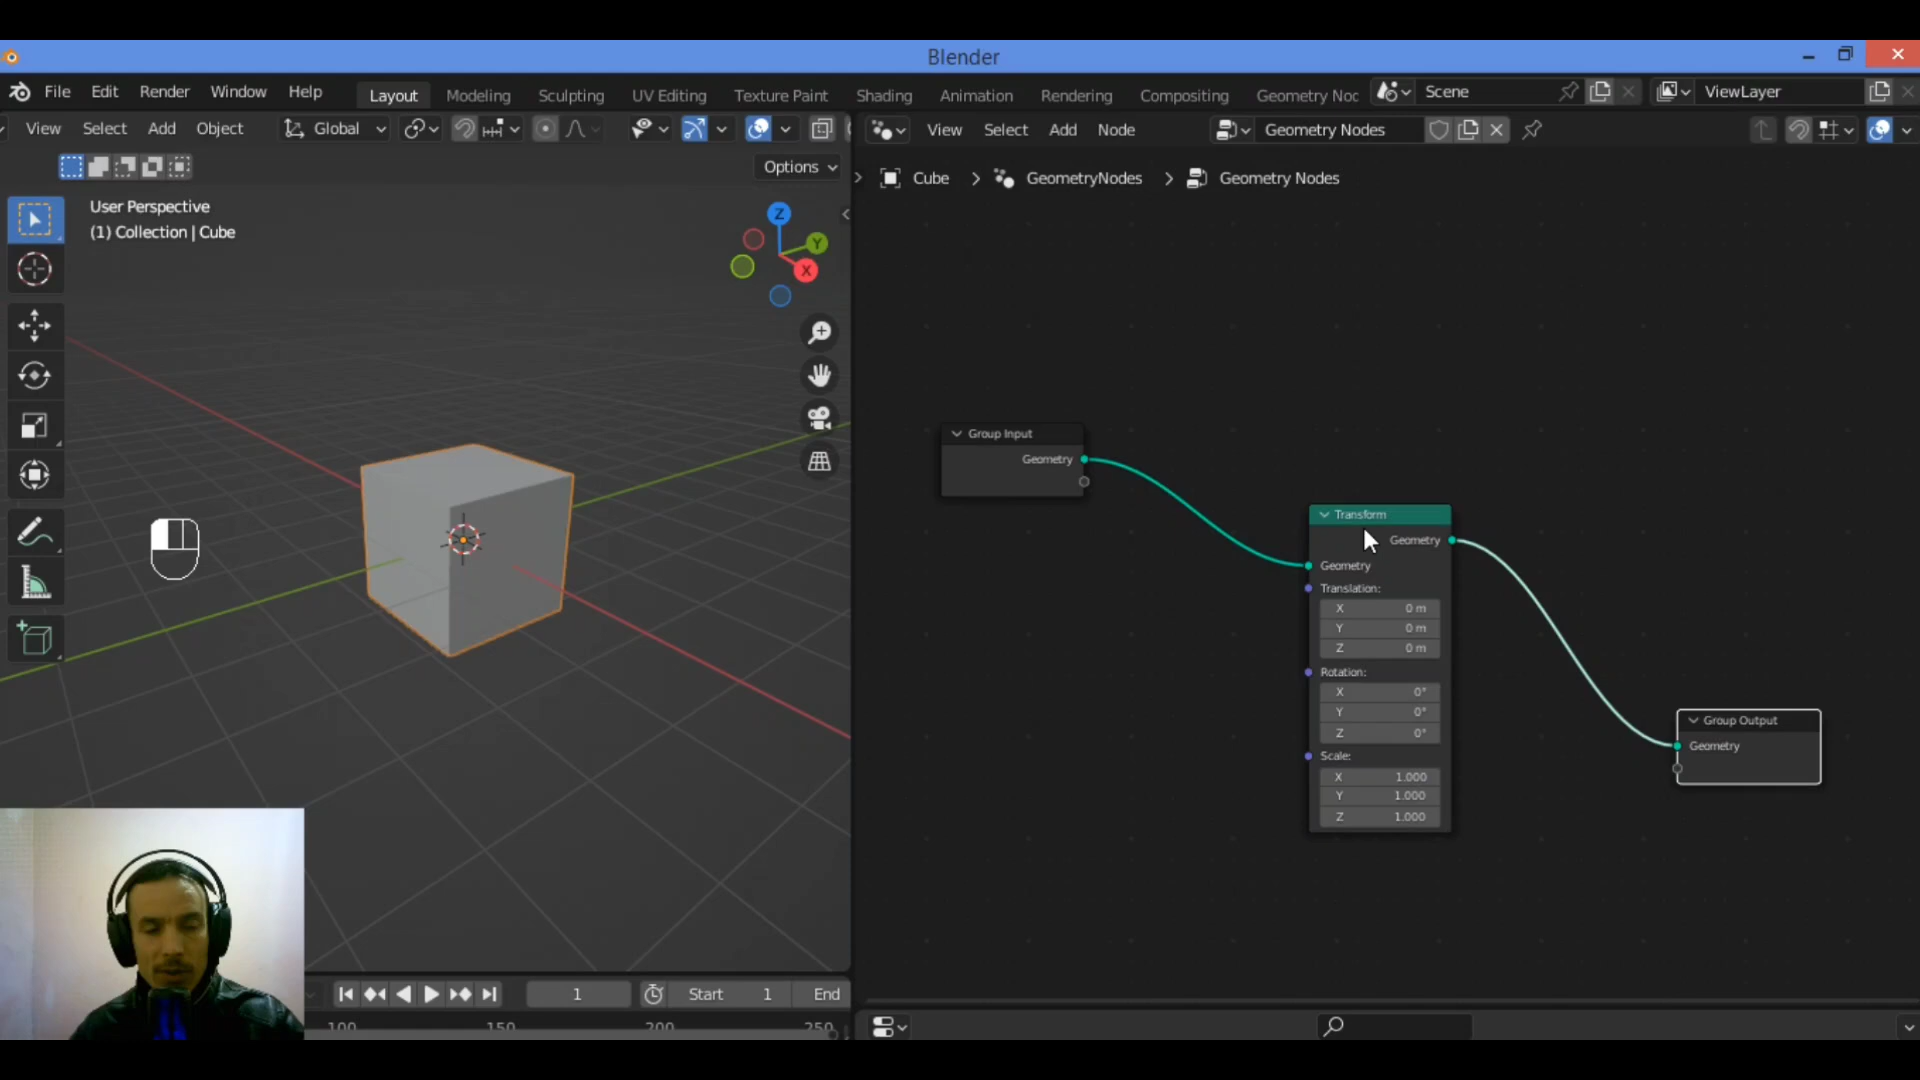 Blender
File Edit Render Window Help Layout Modeling Sculpting UV Editing Texture Paint Shading Animation Rendering Compositing Geometry Noc Scene ViewLayer
View Select Add Object Global
View Select Add Node Geometry Nodes
Options
Cube > GeometryNodes > Geometry Nodes
User Perspective
(1) Collection | Cube
Z
Y
X
Group Input
Geometry
Transform
Geometry
Geometry
Translation:
X 0 m
Y 0 m
Z 0 m
Rotation:
X 0°
Y 0°
Z 0°
Scale:
X 1.000
Y 1.000
Z 1.000
Group Output
Geometry
1 Start 1 End
100 150 200 250